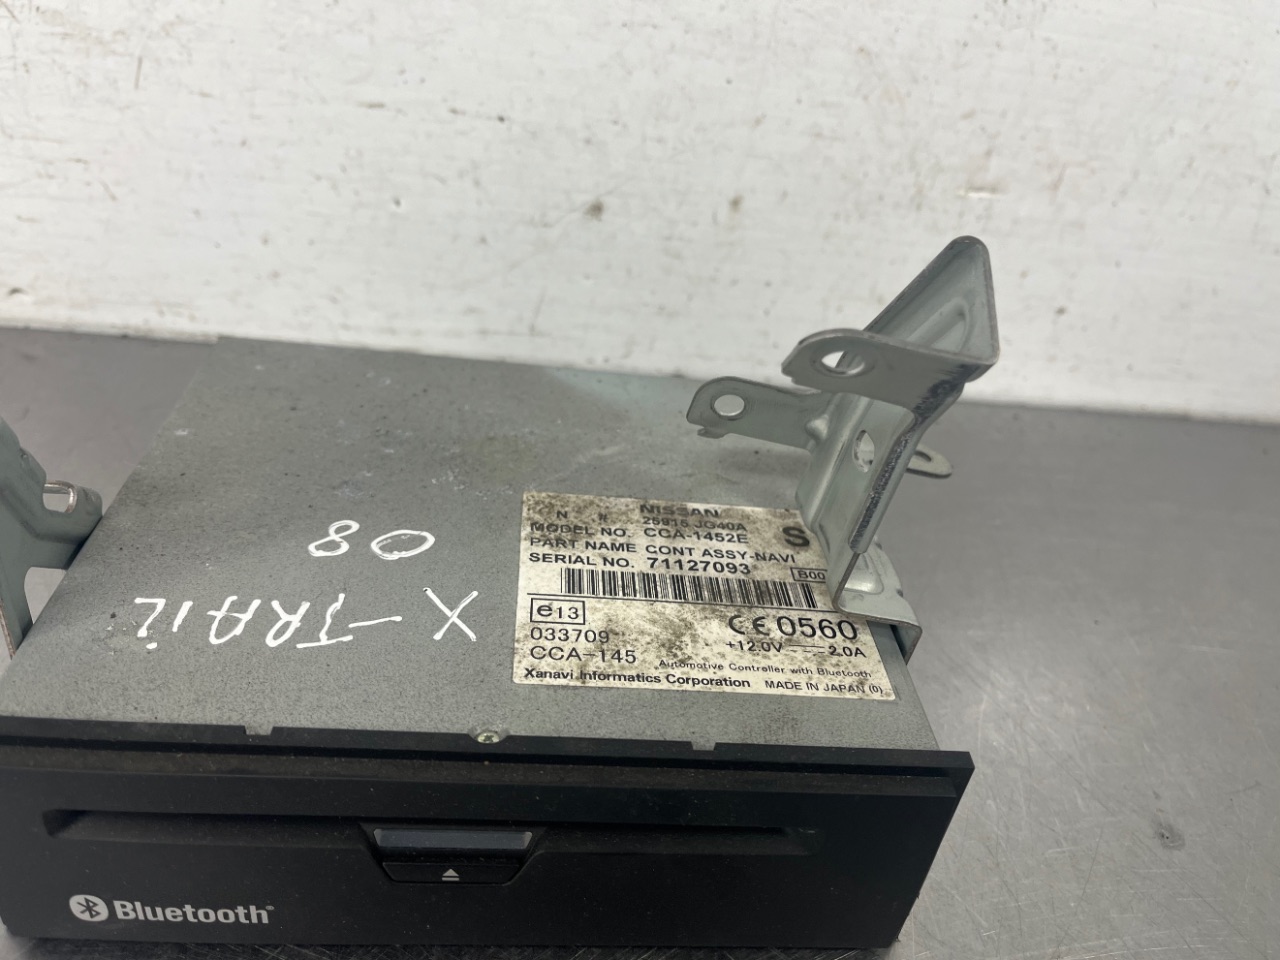 NISSAN
N N 25915 JG40A
MODEL NO. CCA-1452E
S
PART NAME CONT ASSY-NAVI
SERIAL NO. 71127093
B00
e13
033709
CCA-145
CE0560
+12.0V 2.0A
Automotive Controller with Bluetooth
Xanavi Informatics Corporation MADE IN JAPAN (0)
X-TRAIL
08
Bluetooth®